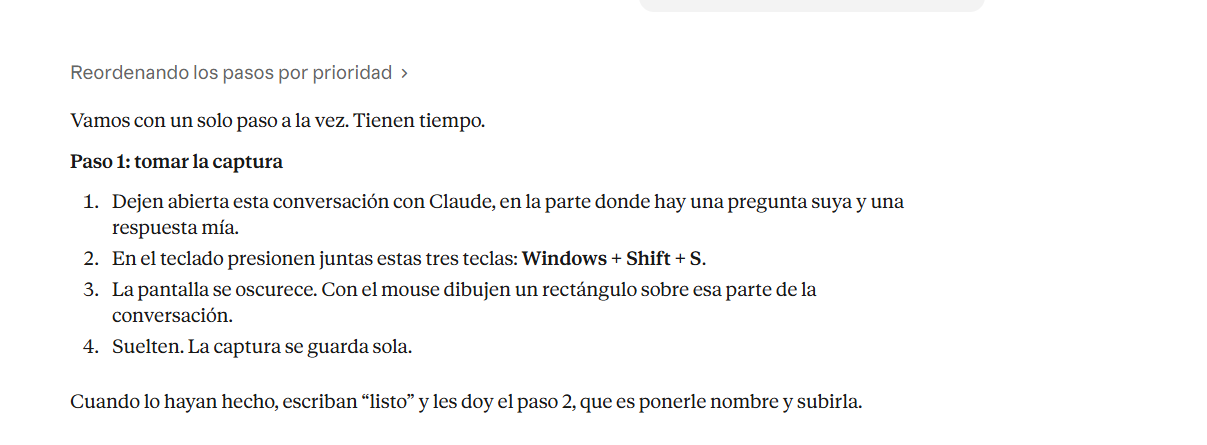 Reordenando los pasos por prioridad >
Vamos con un solo paso a la vez. Tienen tiempo.
Paso 1: tomar la captura
1. Dejen abierta esta conversación con Claude, en la parte donde hay una pregunta suya y una
respuesta mía.
2. En el teclado presionen juntas estas tres teclas: Windows + Shift + S.
3. La pantalla se oscurece. Con el mouse dibujen un rectángulo sobre esa parte de la
conversación.
4. Suelten. La captura se guarda sola.
Cuando lo hayan hecho, escriban “listo” y les doy el paso 2, que es ponerle nombre y subirla.